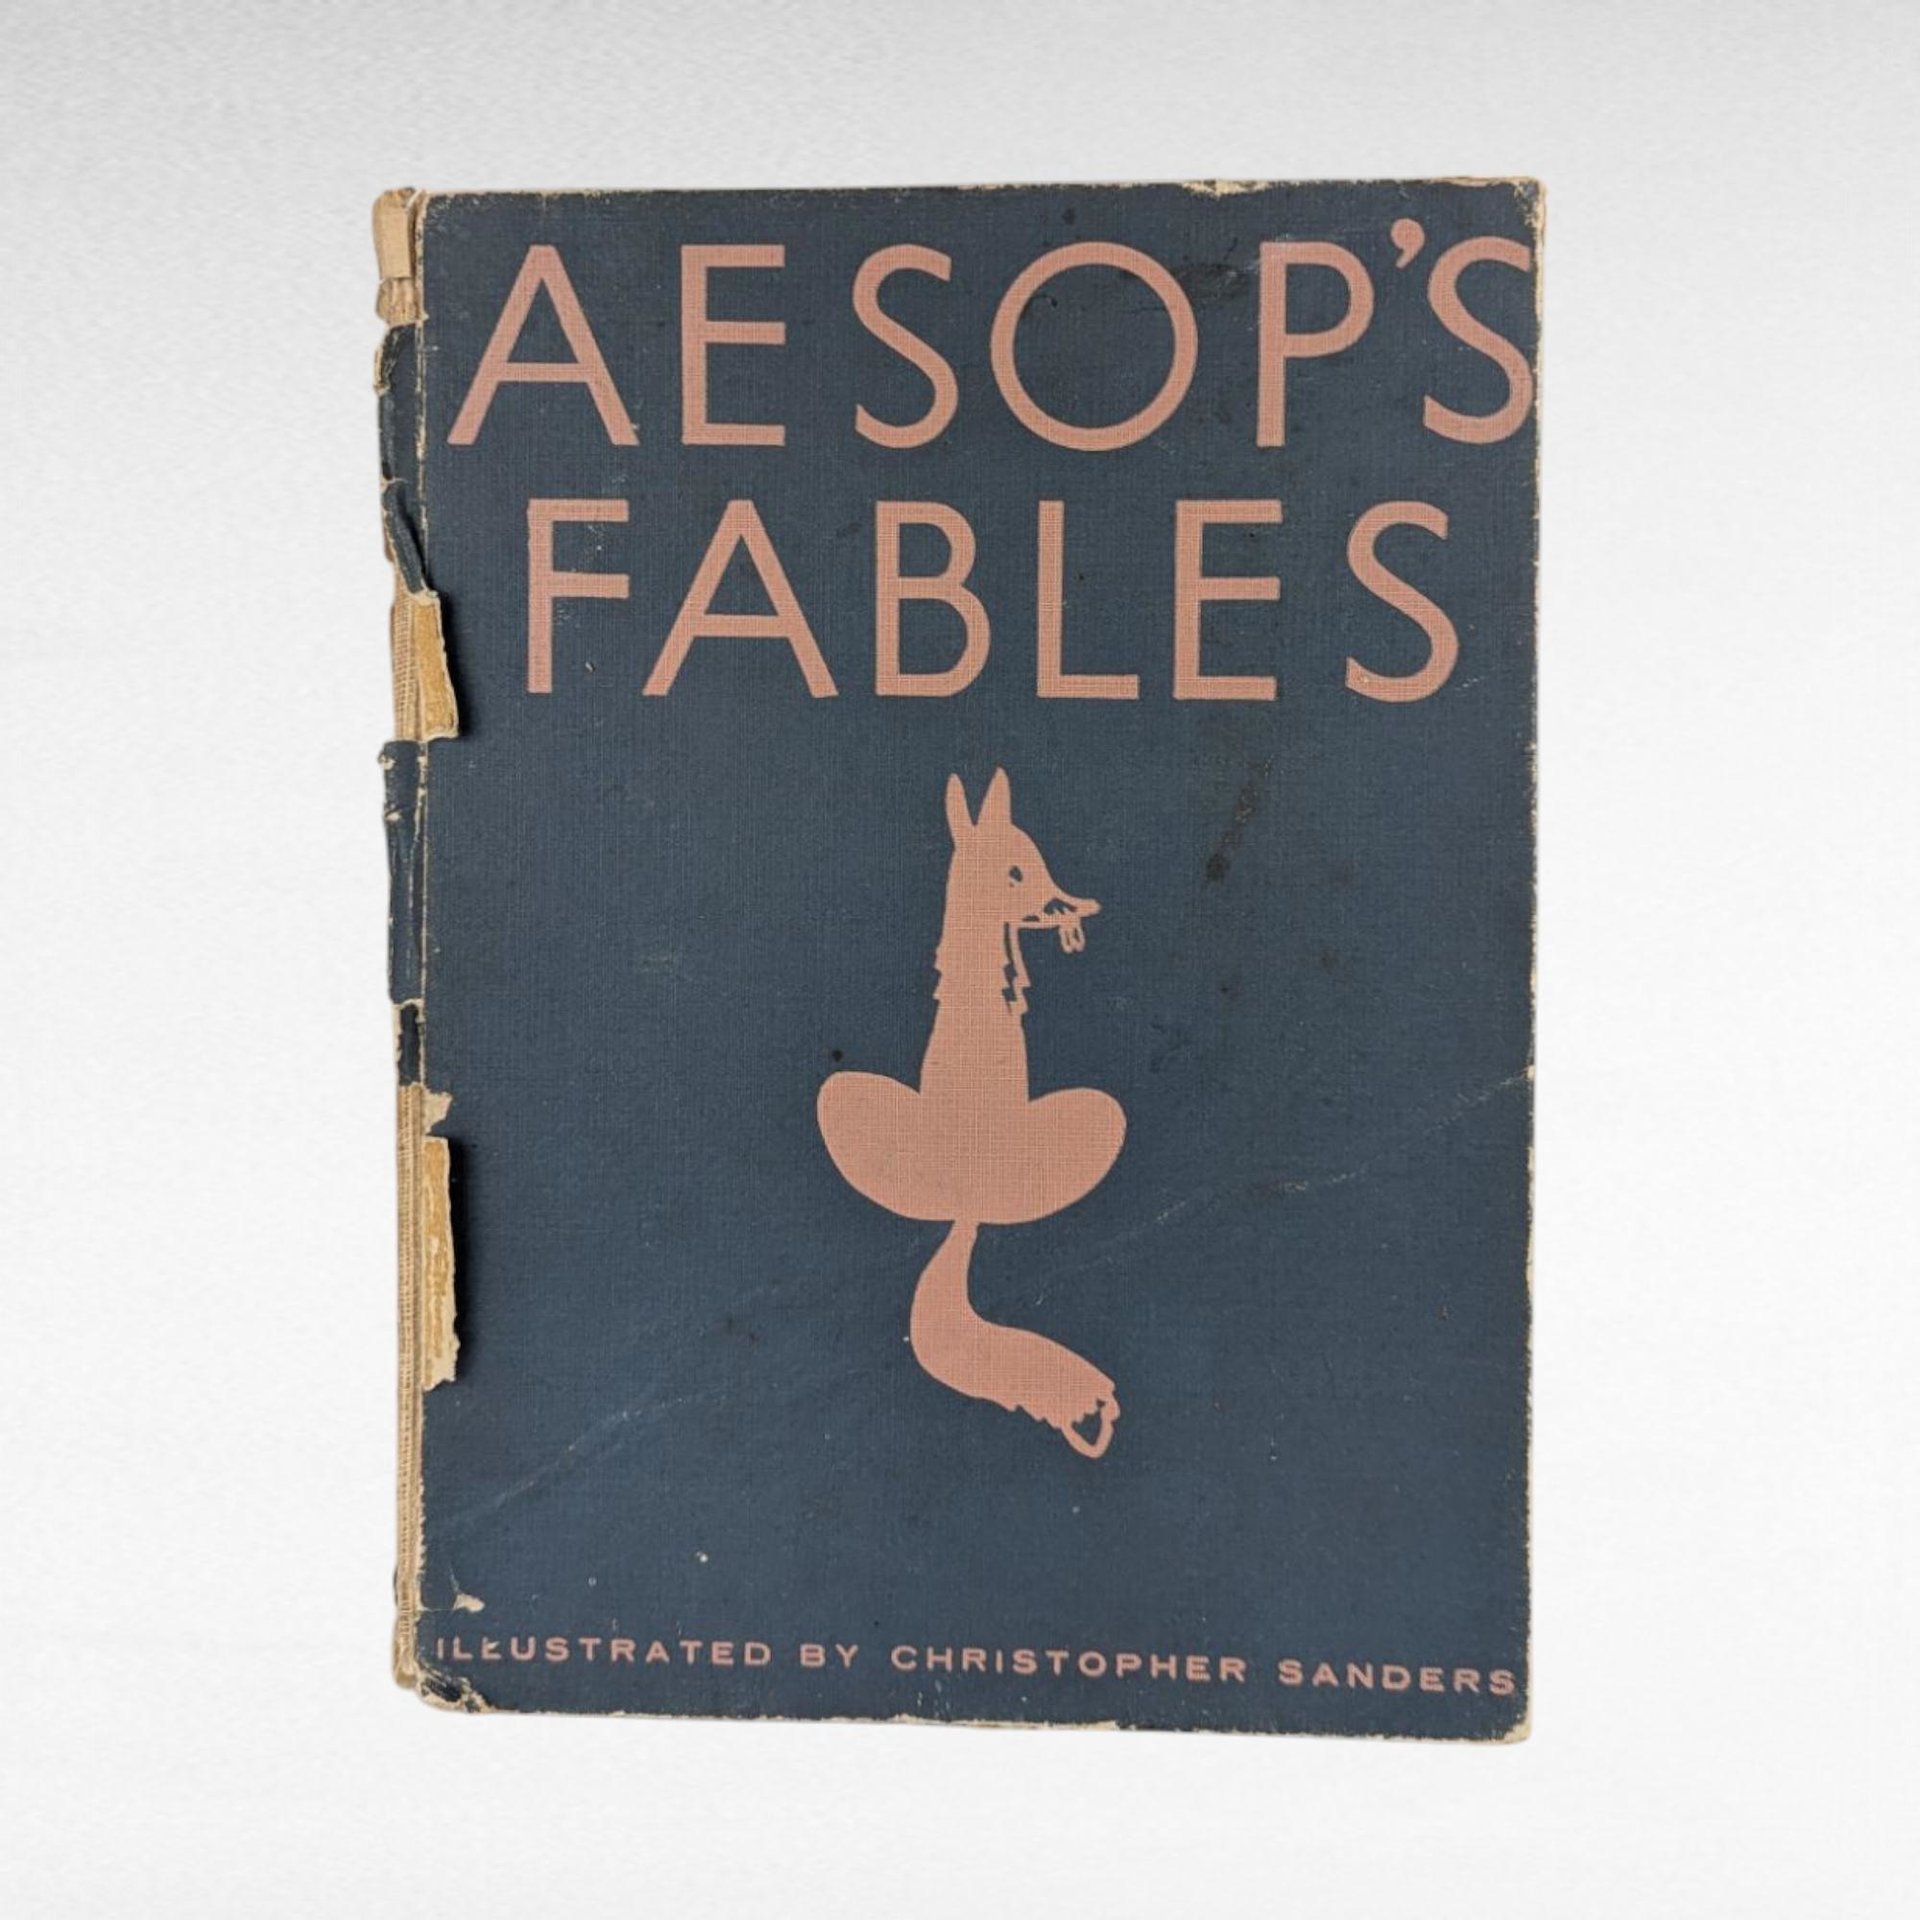 AESOP'S
FABLES
ILLUSTRATED BY CHRISTOPHER SANDERS